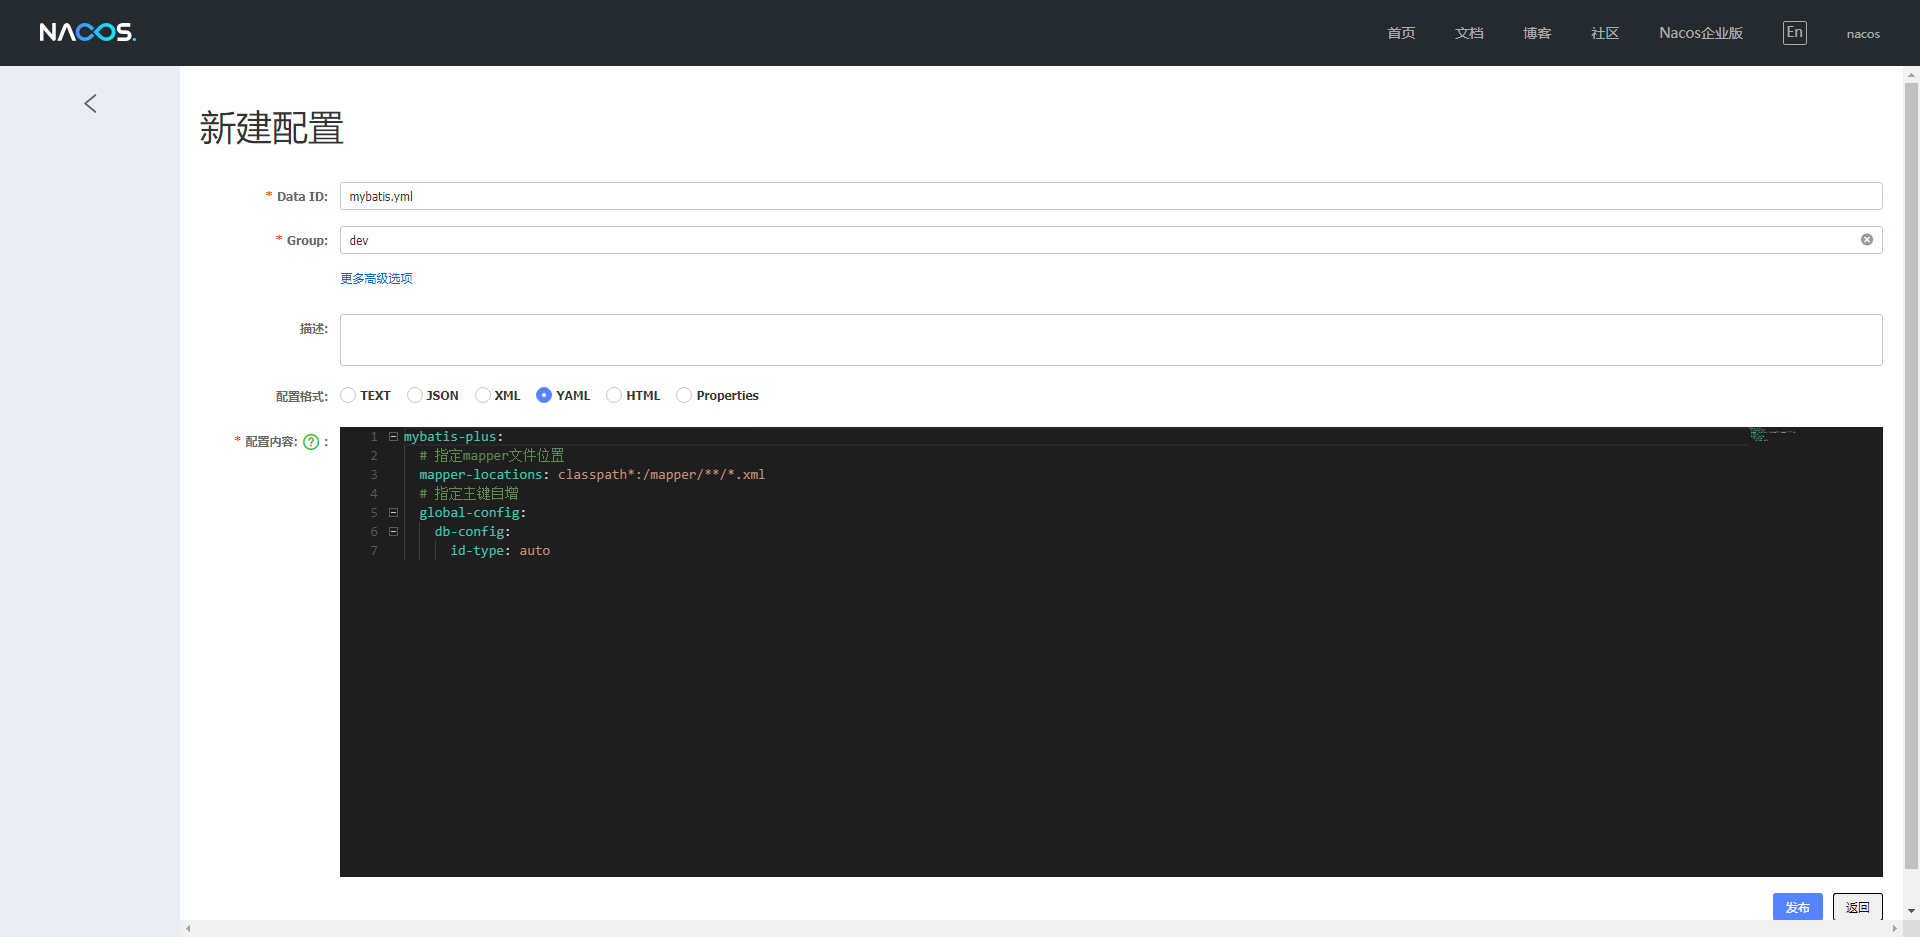 NACOS.
首页 文档 博客 社区 Nacos企业版 En nacos
新建配置
* Data ID: mybatis.yml
* Group: dev
更多高级选项
描述:
配置格式: TEXT JSON XML YAML HTML Properties
* 配置内容: ? :
1 mybatis-plus:
2 # 指定mapper文件位置
3 mapper-locations: classpath*:/mapper/**/*.xml
4 # 指定主键自增
5 global-config:
6 db-config:
7 id-type: auto
发布 返回